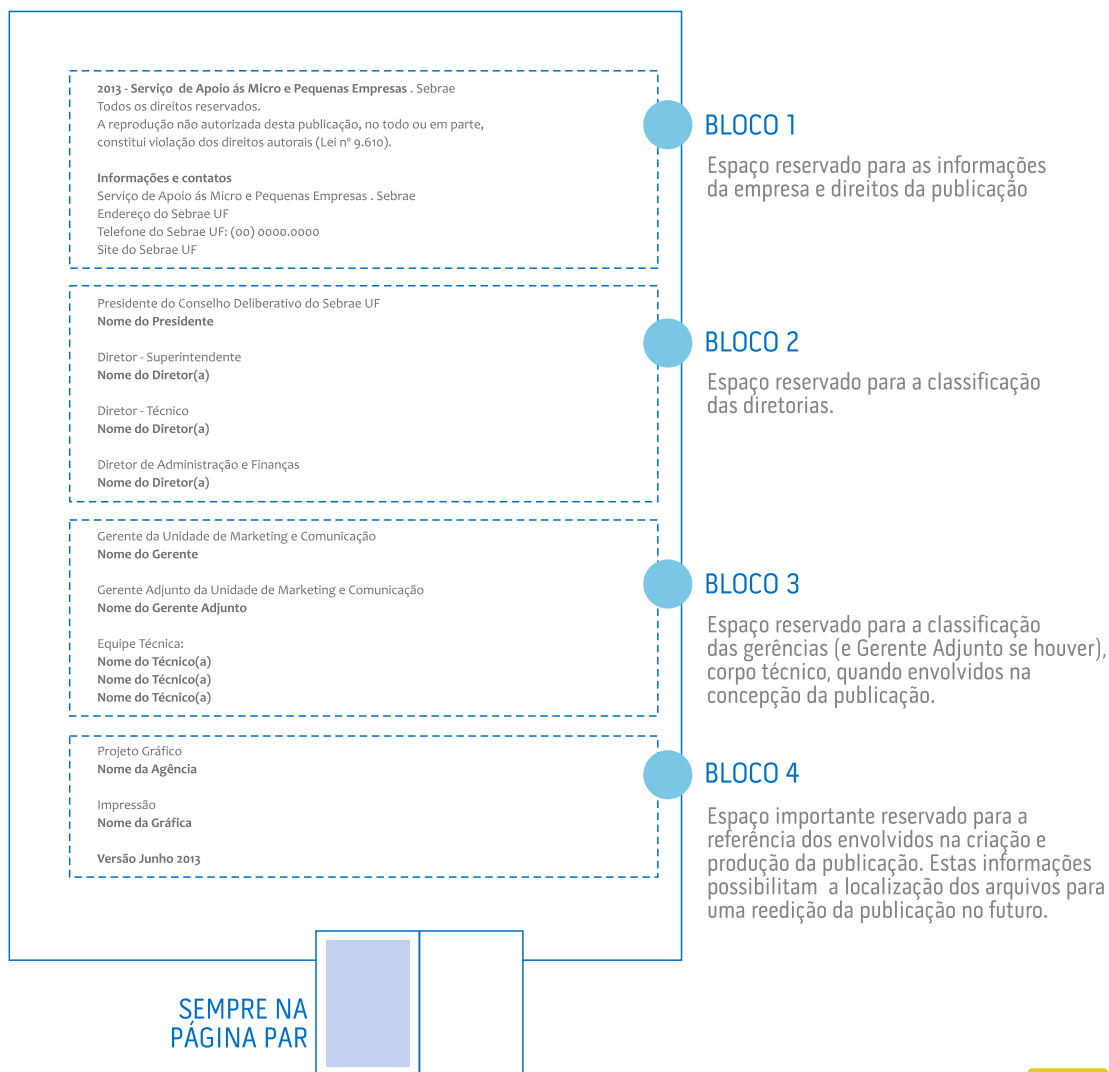 2013 - Serviço de Apoio ás Micro e Pequenas Empresas . Sebrae
Todos os direitos reservados.
A reprodução não autorizada desta publicação, no todo ou em parte,
constitui violação dos direitos autorais (Lei nº 9.610).
Informações e contatos
Serviço de Apoio ás Micro e Pequenas Empresas . Sebrae
Endereço do Sebrae UF
Telefone do Sebrae UF: (00) 0000.0000
Site do Sebrae UF
BLOCO 1
Espaço reservado para as informações
da empresa e direitos da publicação
Presidente do Conselho Deliberativo do Sebrae UF
Nome do Presidente
Diretor - Superintendente
Nome do Diretor(a)
Diretor - Técnico
Nome do Diretor(a)
Diretor de Administração e Finanças
Nome do Diretor(a)
BLOCO 2
Espaço reservado para a classificação
das diretorias.
Gerente da Unidade de Marketing e Comunicação
Nome do Gerente
Gerente Adjunto da Unidade de Marketing e Comunicação
Nome do Gerente Adjunto
Equipe Técnica:
Nome do Técnico(a)
Nome do Técnico(a)
Nome do Técnico(a)
BLOCO 3
Espaço reservado para a classificação
das gerências (e Gerente Adjunto se houver),
corpo técnico, quando envolvidos na
concepção da publicação.
Projeto Gráfico
Nome da Agência
Impressão
Nome da Gráfica
Versão Junho 2013
BLOCO 4
Espaço importante reservado para a
referência dos envolvidos na criação e
produção da publicação. Estas informações
possibilitam a localização dos arquivos para
uma reedição da publicação no futuro.
SEMPRE NA
PÁGINA PAR